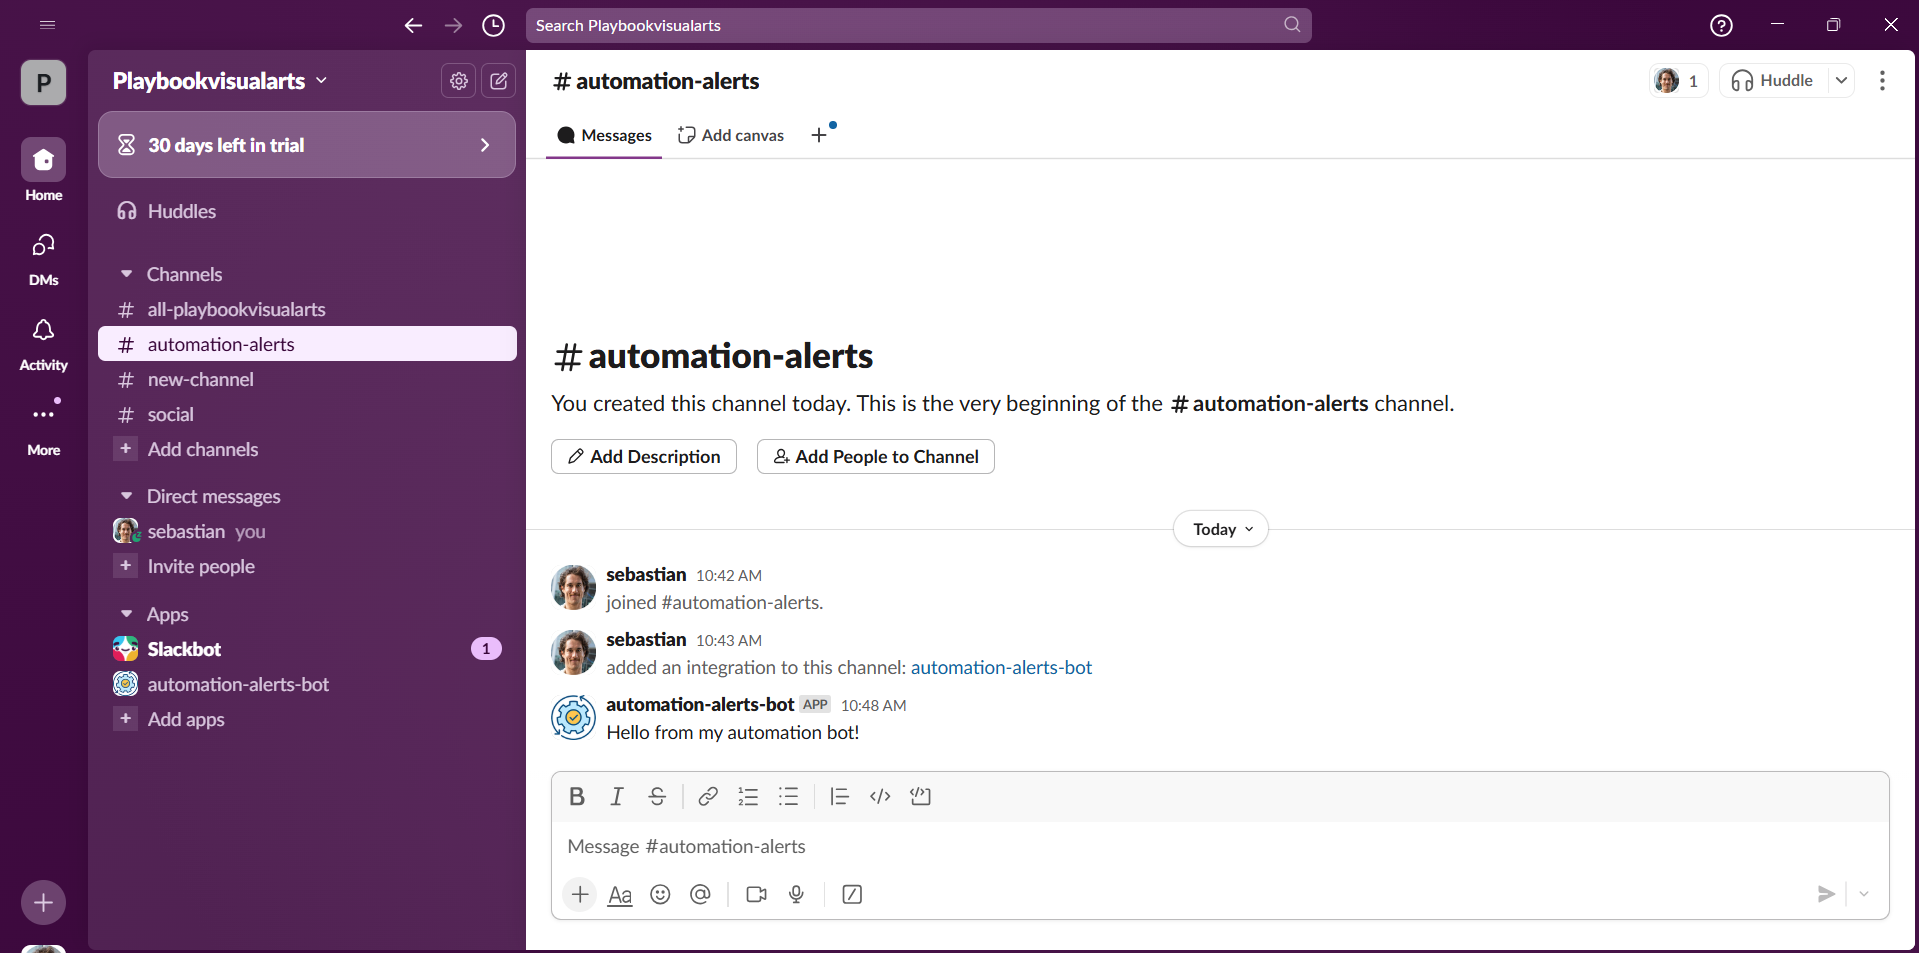 Search Playbookvisualarts
P
Home
DMs
Activity
More
Playbookvisualarts
30 days left in trial
Huddles
Channels
# all-playbookvisualarts
# automation-alerts
# new-channel
# social
+ Add channels
Direct messages
sebastian you
+ Invite people
Apps
Slackbot 1
automation-alerts-bot
+ Add apps
# automation-alerts
1
Huddle
Messages
Add canvas
+
# automation-alerts
You created this channel today. This is the very beginning of the # automation-alerts channel.
Add Description
Add People to Channel
Today
sebastian 10:42 AM
joined #automation-alerts.
sebastian 10:43 AM
added an integration to this channel: automation-alerts-bot
automation-alerts-bot APP 10:48 AM
Hello from my automation bot!
B I S
Message #automation-alerts
+ Aa @